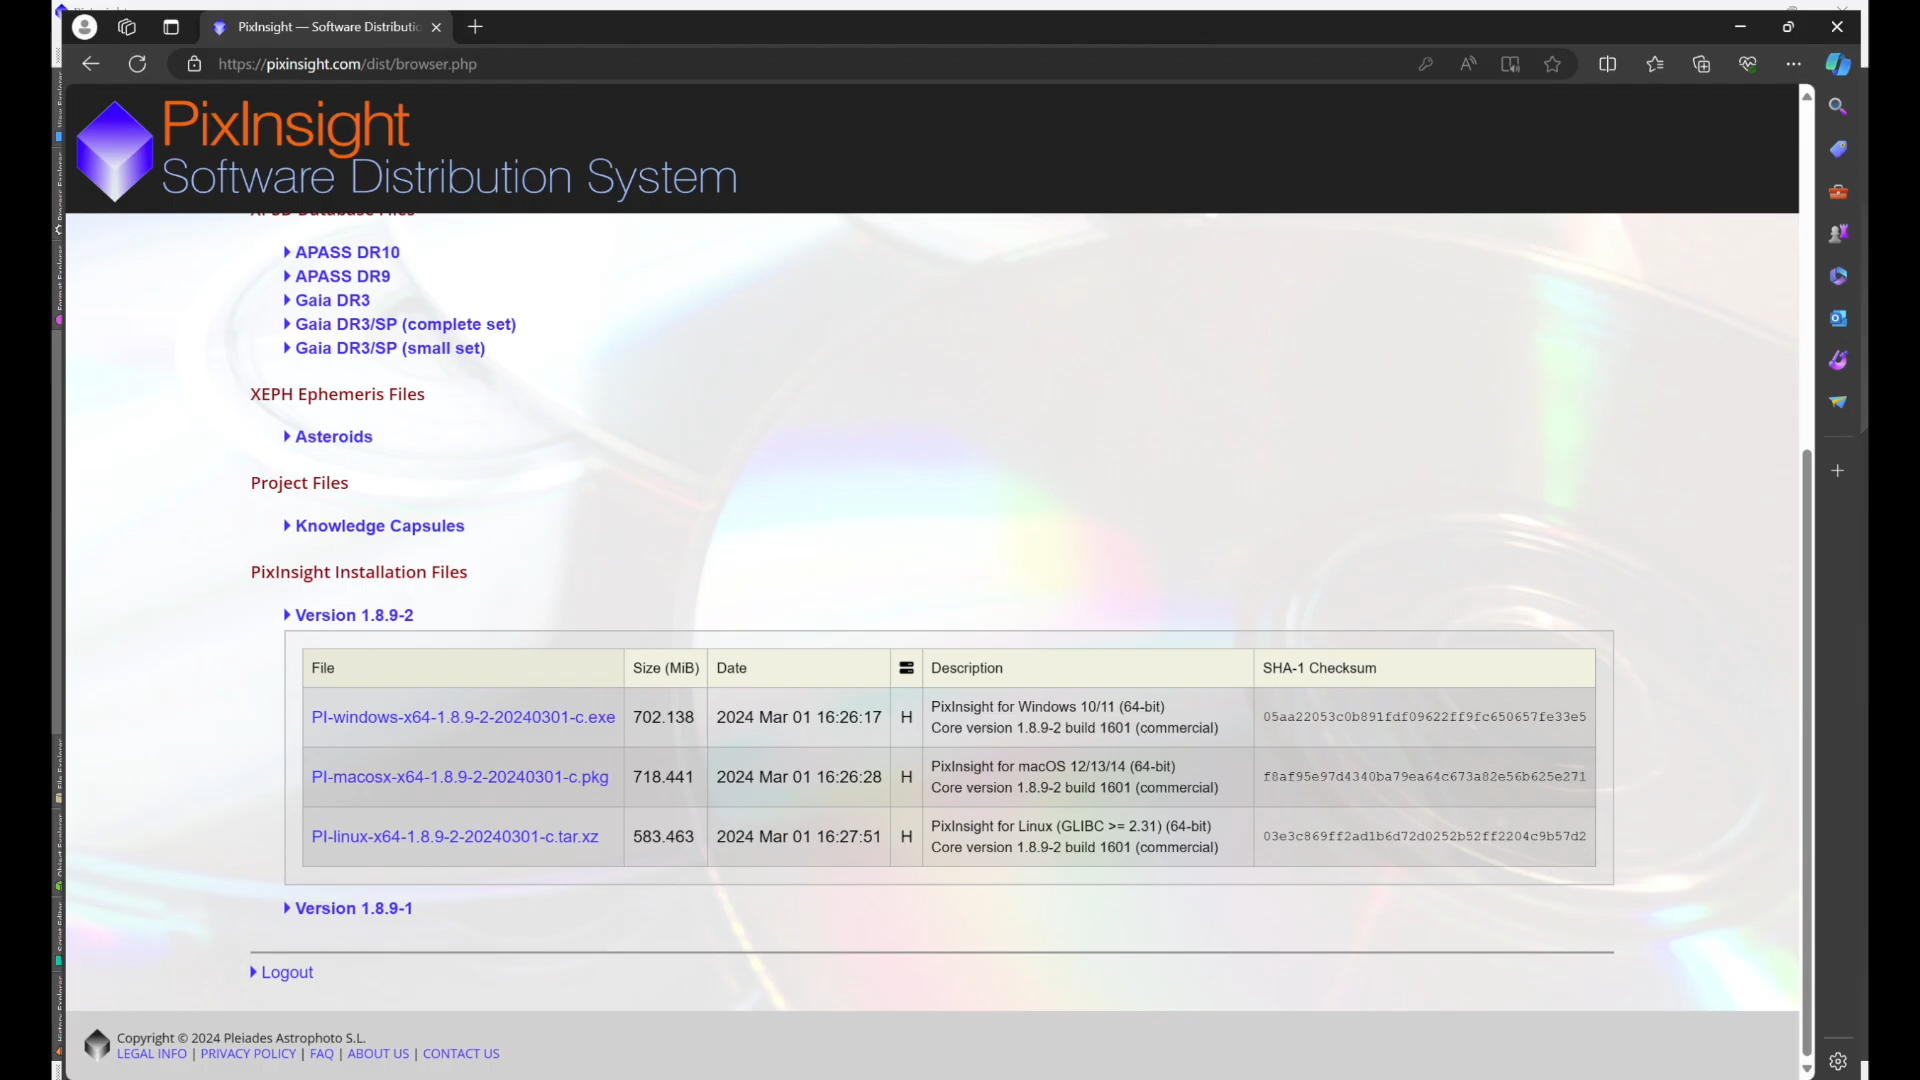 PixInsight — Software Distributio
https://pixinsight.com/dist/browser.php
PixInsight
Software Distribution System
XPSD Database Files
APASS DR10
APASS DR9
Gaia DR3
Gaia DR3/SP (complete set)
Gaia DR3/SP (small set)
XEPH Ephemeris Files
Asteroids
Project Files
Knowledge Capsules
PixInsight Installation Files
Version 1.8.9-2
File Size (MiB) Date Description SHA-1 Checksum
PI-windows-x64-1.8.9-2-20240301-c.exe 702.138 2024 Mar 01 16:26:17 H PixInsight for Windows 10/11 (64-bit) 05aa22053c0b891fdf09622ff9fc650657fe33e5
Core version 1.8.9-2 build 1601 (commercial)
PI-macosx-x64-1.8.9-2-20240301-c.pkg 718.441 2024 Mar 01 16:26:28 H PixInsight for macOS 12/13/14 (64-bit) f8af95e97d4340ba79ea64c673a82e56b625e271
Core version 1.8.9-2 build 1601 (commercial)
PI-linux-x64-1.8.9-2-20240301-c.tar.xz 583.463 2024 Mar 01 16:27:51 H PixInsight for Linux (GLIBC >= 2.31) (64-bit) 03e3c869ff2ad1b6d72d0252b52ff2204c9b57d2
Core version 1.8.9-2 build 1601 (commercial)
Version 1.8.9-1
Logout
Copyright © 2024 Pleiades Astrophoto S.L.
LEGAL INFO | PRIVACY POLICY | FAQ | ABOUT US | CONTACT US